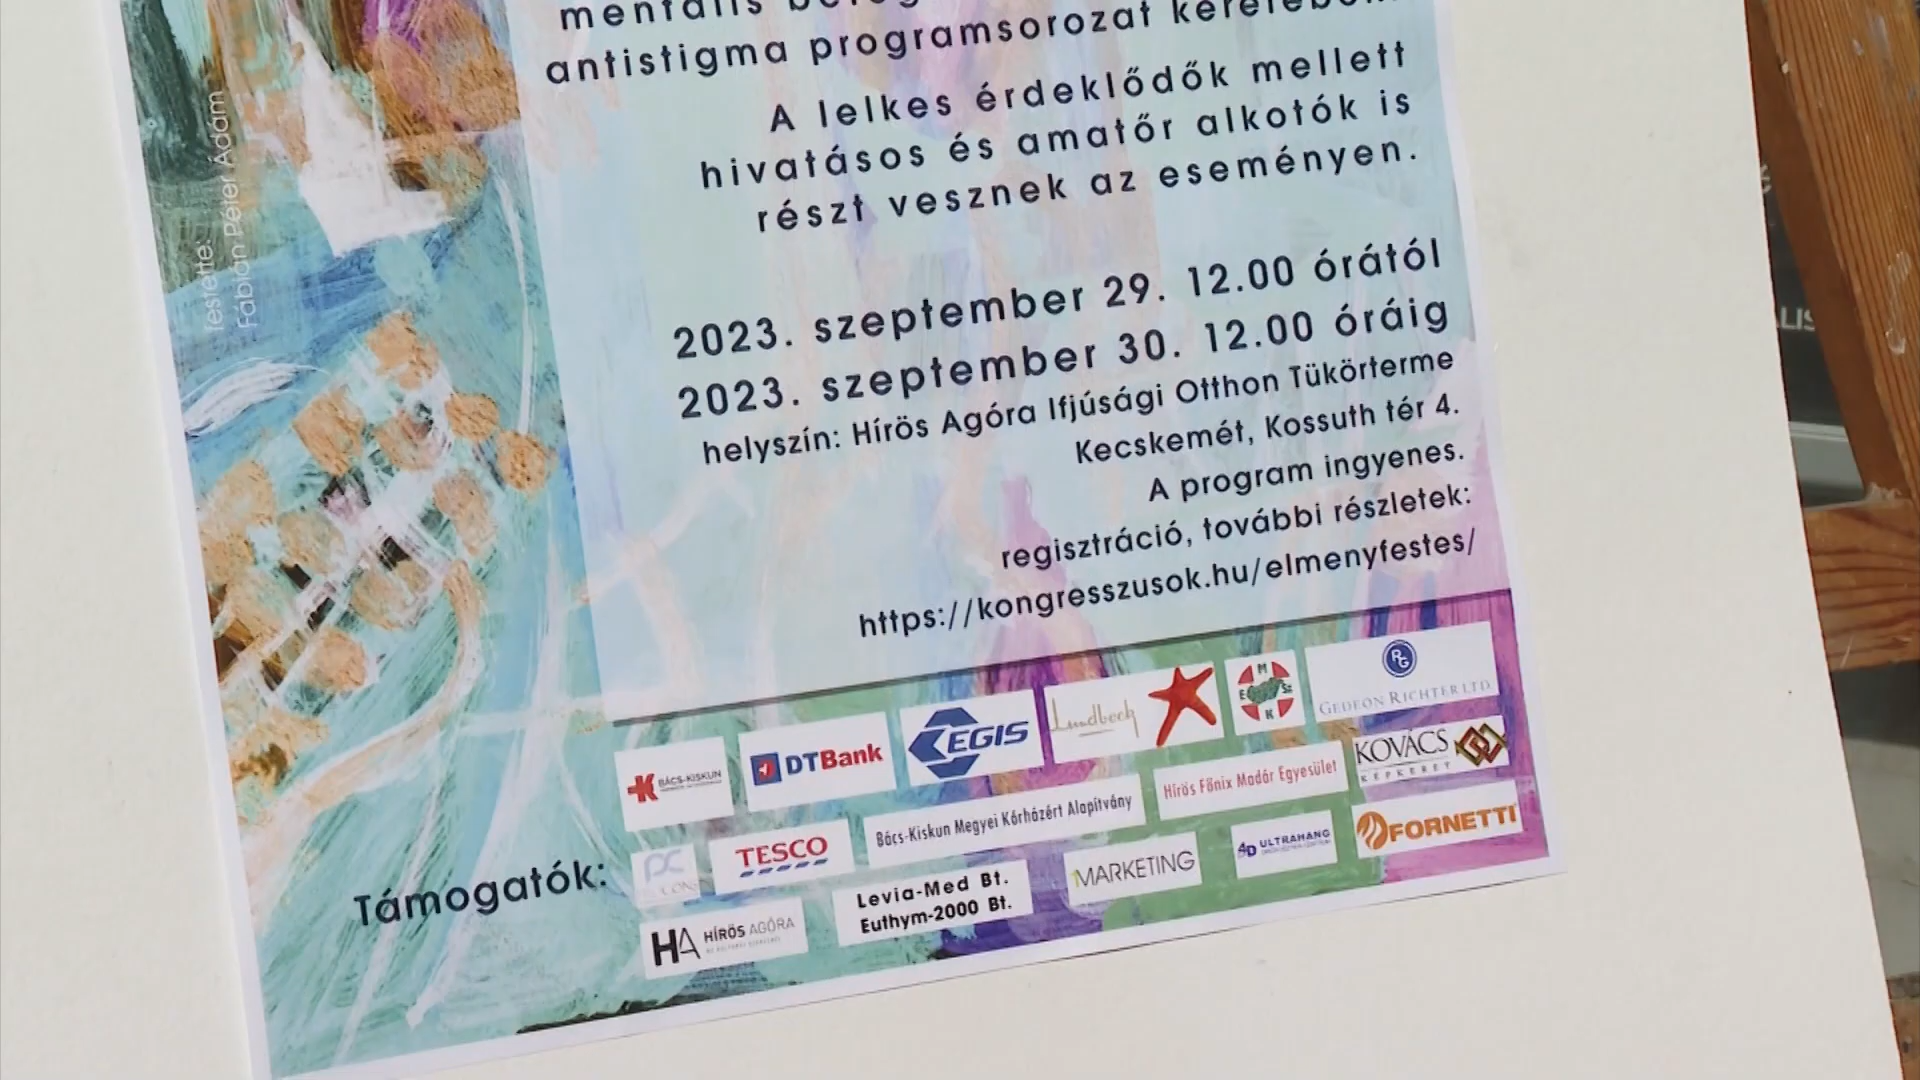 mentális
antistigma programsorozat keretében.
A lelkes érdeklődők mellett
hivatásos és amatőr alkotók is
részt vesznek az eseményen.
2023. szeptember 29. 12.00 órától
2023. szeptember 30. 12.00 óráig
helyszín: Hírös Agóra Ifjúsági Otthon Tükörterme
Kecskemét, Kossuth tér 4.
A program ingyenes.
regisztráció, további részletek:
https://kongresszusok.hu/elmenyfestes/
festette:
Fábián Péter Ádám
Támogatók:
BÁCS-KISKUN
DTBank
EGIS
Lundbeck
M E Sz K
RG
GEDEON RICHTER LTD.
TESCO
Bács-Kiskun Megyei Kórházért Alapítvány
Hírös Főnix Madár Egyesület
KOVÁCS
KÉPKERET
HA HÍRÖS AGÓRA
Levia-Med Bt.
Euthym-2000 Bt.
MARKETING
4D ULTRAHANG
FORNETTI